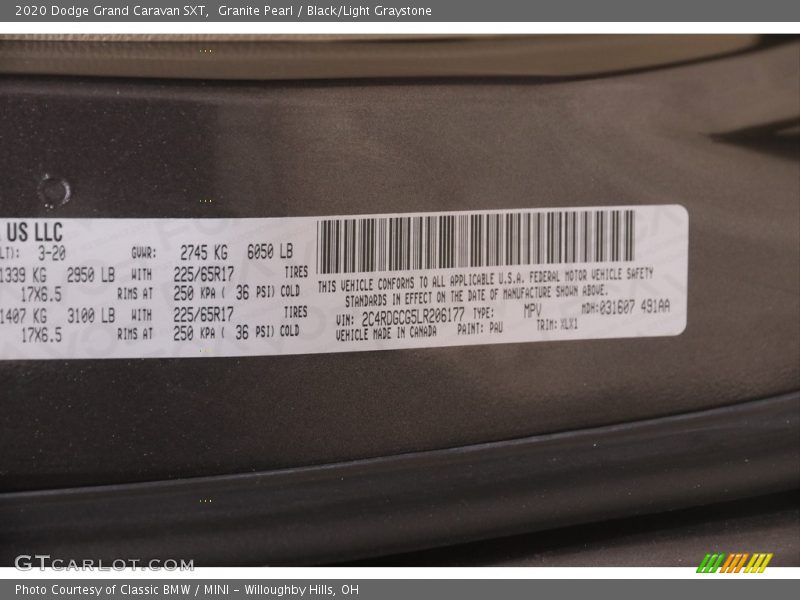 2020 Dodge Grand Caravan SXT, Granite Pearl / Black/Light Graystone
US LLC
LT): 3-20 GVWR: 2745 KG 6050 LB
1339 KG 2950 LB WITH 225/65R17 TIRES
17X6.5 RIMS AT 250 KPA ( 36 PSI) COLD
1407 KG 3100 LB WITH 225/65R17 TIRES
17X6.5 RIMS AT 250 KPA ( 36 PSI) COLD
THIS VEHICLE CONFORMS TO ALL APPLICABLE U.S.A. FEDERAL MOTOR VEHICLE SAFETY
STANDARDS IN EFFECT ON THE DATE OF MANUFACTURE SHOWN ABOVE.
VIN: 2C4RDGCG5LR206177 TYPE: MPV MDH:031607 491AA
VEHICLE MADE IN CANADA PAINT: PAU TRIM: XLX1
GTCARLOT.COM
Photo Courtesy of Classic BMW / MINI - Willoughby Hills, OH